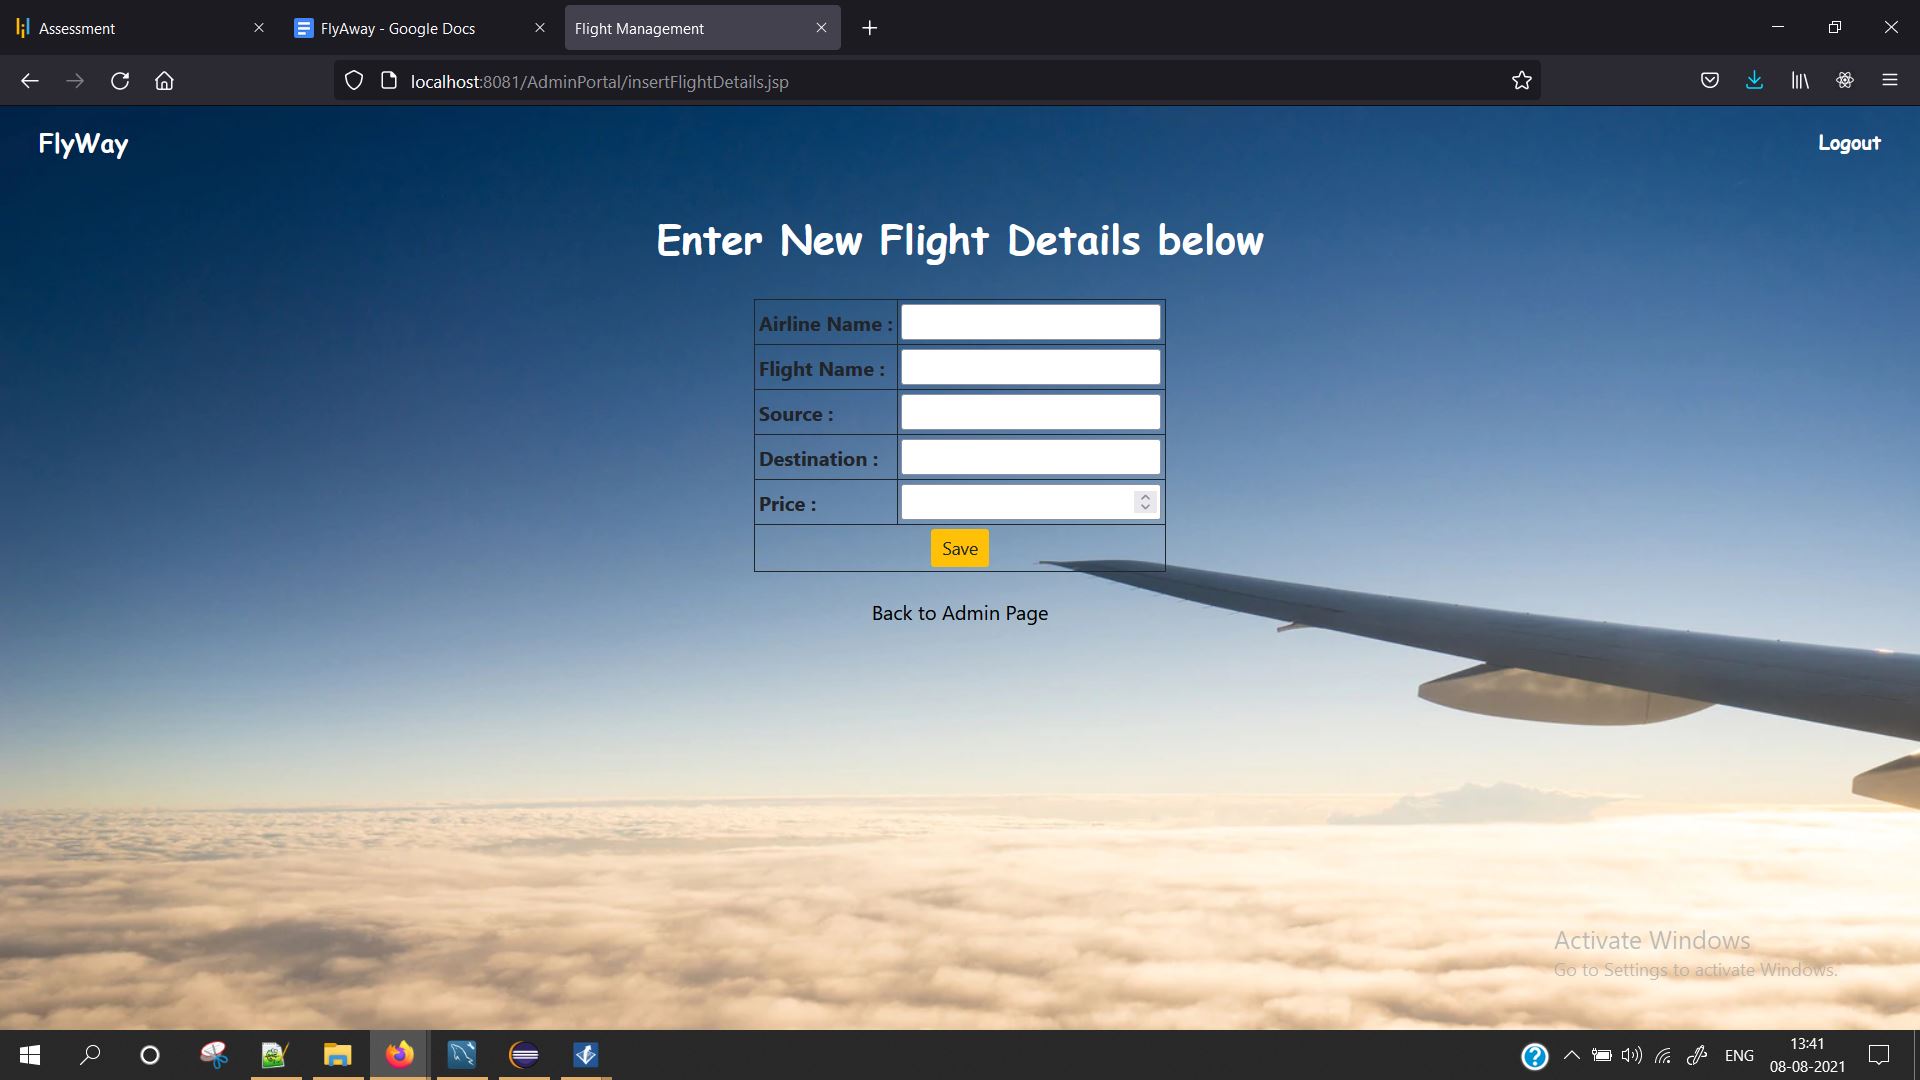 Assessment
FlyAway - Google Docs
Flight Management
localhost:8081/AdminPortal/insertFlightDetails.jsp
FlyWay
Logout
Enter New Flight Details below
Airline Name :
Flight Name :
Source :
Destination :
Price :
Save
Back to Admin Page
Activate Windows
Go to Settings to activate Windows.
ENG
13:41
08-08-2021